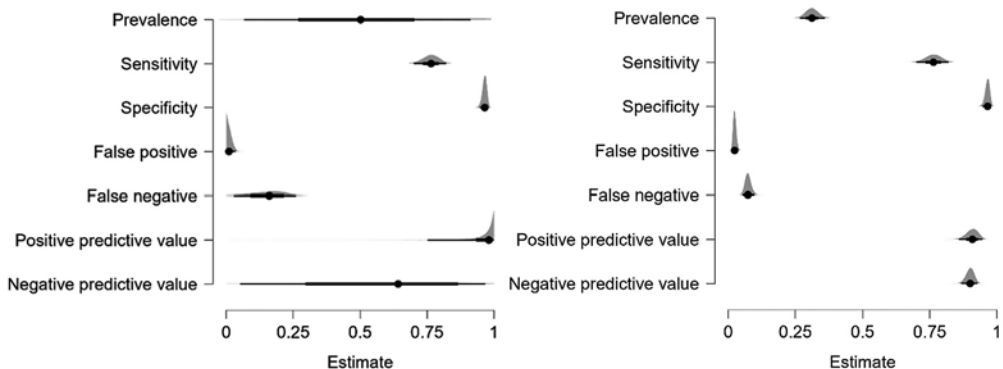 Prevalence
Sensitivity
Specificity
False positive
False negative
Positive predictive value
Negative predictive value
0 0.25 0.5 0.75 1
Estimate
Prevalence
Sensitivity
Specificity
False positive
False negative
Positive predictive value
Negative predictive value
0 0.25 0.5 0.75 1
Estimate